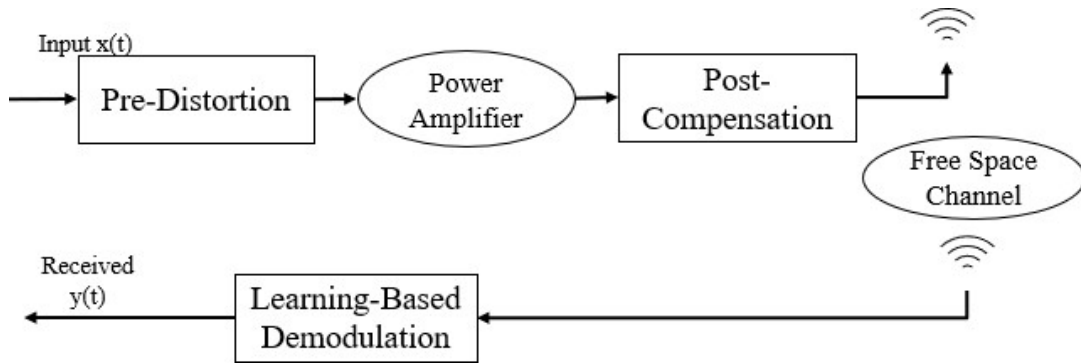 Input x(t)
Pre-Distortion
Power
Amplifier
Post-
Compensation
Free Space
Channel
Received
y(t)
Learning-Based
Demodulation